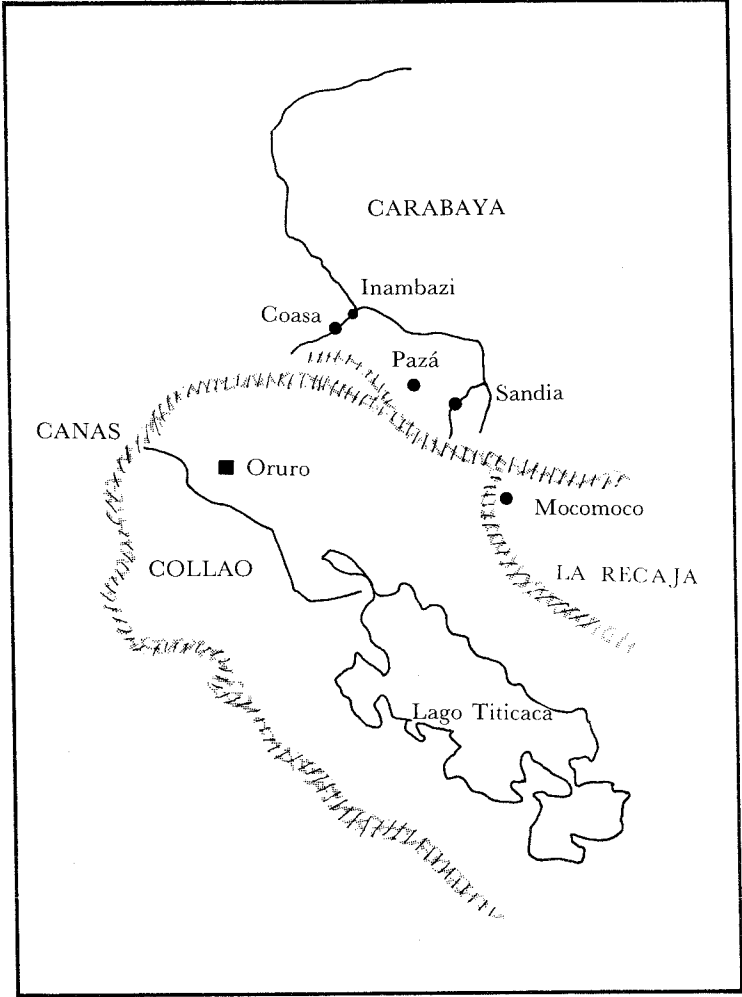 CARABAYA
Inambazi
Coasa
Pazá
Sandia
CANAS
Oruro
Mocomoco
COLLAO
LA RECAJA
Lago Titicaca